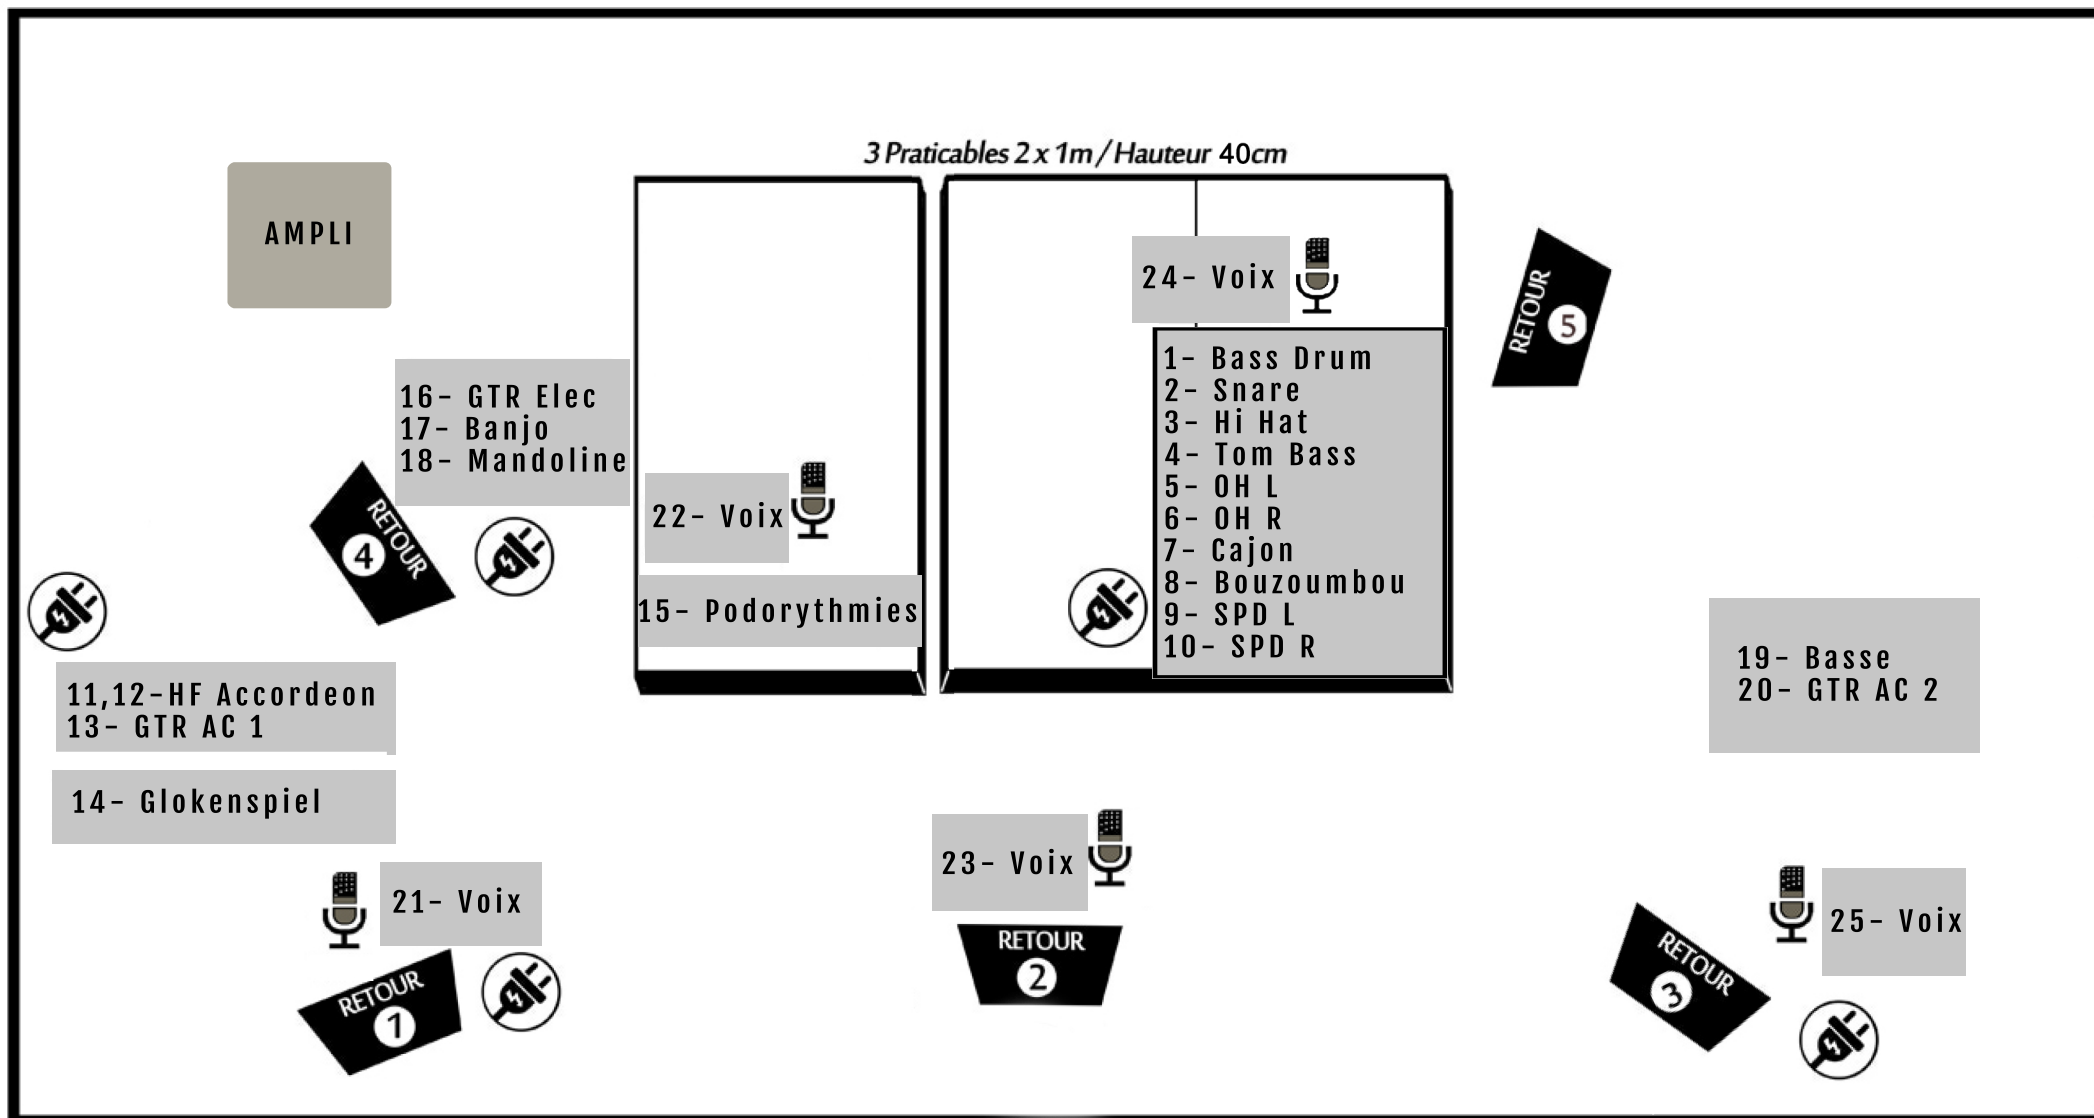 3 Praticables 2 x 1m / Hauteur 40cm
AMPLI
24- Voix
RETOUR
5
1- Bass Drum
2- Snare
3- Hi Hat
4- Tom Bass
5- OH L
6- OH R
7- Cajon
8- Bouzoumbou
9- SPD L
10- SPD R
16- GTR Elec
17- Banjo
18- Mandoline
RETOUR
4
22- Voix
15- Podorythmies
11,12-HF Accordeon
13- GTR AC 1
14- Glokenspiel
19- Basse
20- GTR AC 2
21- Voix
RETOUR
1
23- Voix
RETOUR
2
25- Voix
RETOUR
3